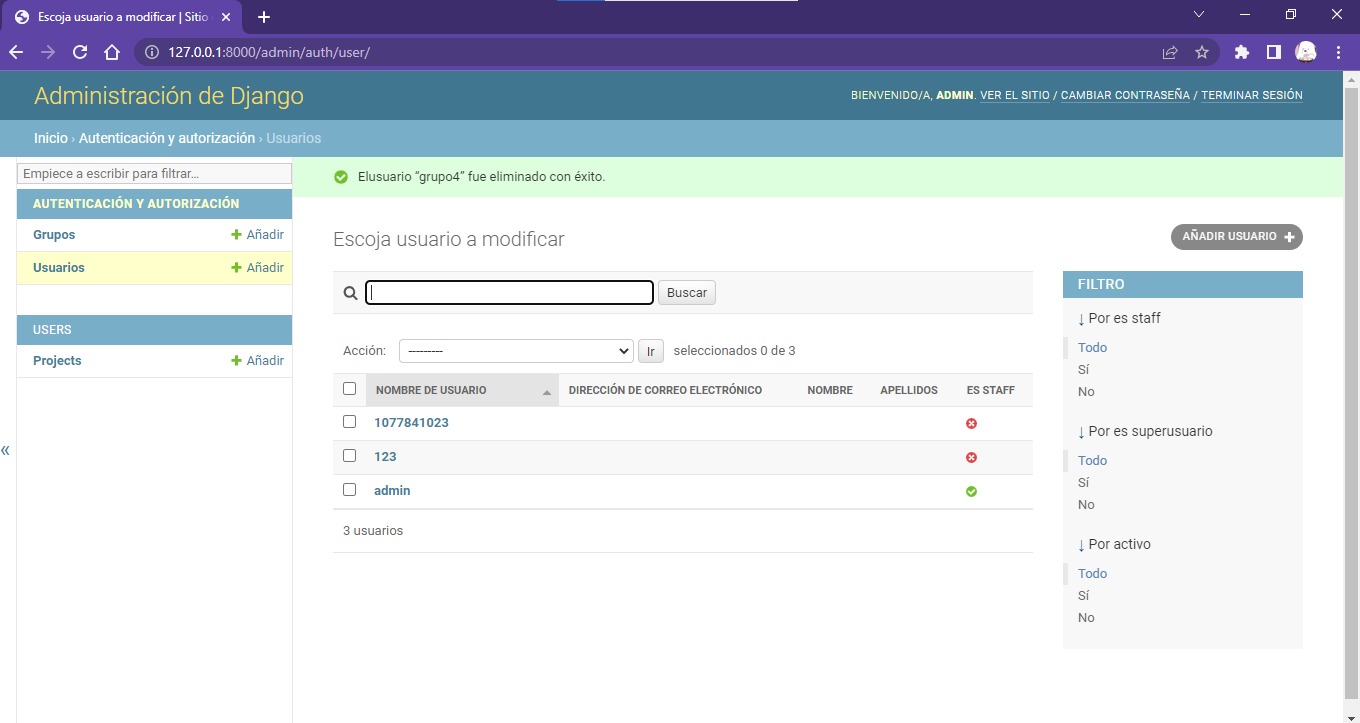 Escoja usuario a modificar | Sitio
127.0.0.1:8000/admin/auth/user/
Administración de Django
BIENVENIDO/A, ADMIN. VER EL SITIO / CAMBIAR CONTRASEÑA / TERMINAR SESIÓN
Inicio › Autenticación y autorización › Usuarios
Empiece a escribir para filtrar...
AUTENTICACIÓN Y AUTORIZACIÓN
Grupos + Añadir
Usuarios + Añadir
USERS
Projects + Añadir
«
Elusuario “grupo4” fue eliminado con éxito.
Escoja usuario a modificar
AÑADIR USUARIO +
Buscar
Acción: --------- Ir seleccionados 0 de 3
NOMBRE DE USUARIO DIRECCIÓN DE CORREO ELECTRÓNICO NOMBRE APELLIDOS ES STAFF
1077841023
123
admin
3 usuarios
FILTRO
↓ Por es staff
Todo
Sí
No
↓ Por es superusuario
Todo
Sí
No
↓ Por activo
Todo
Sí
No